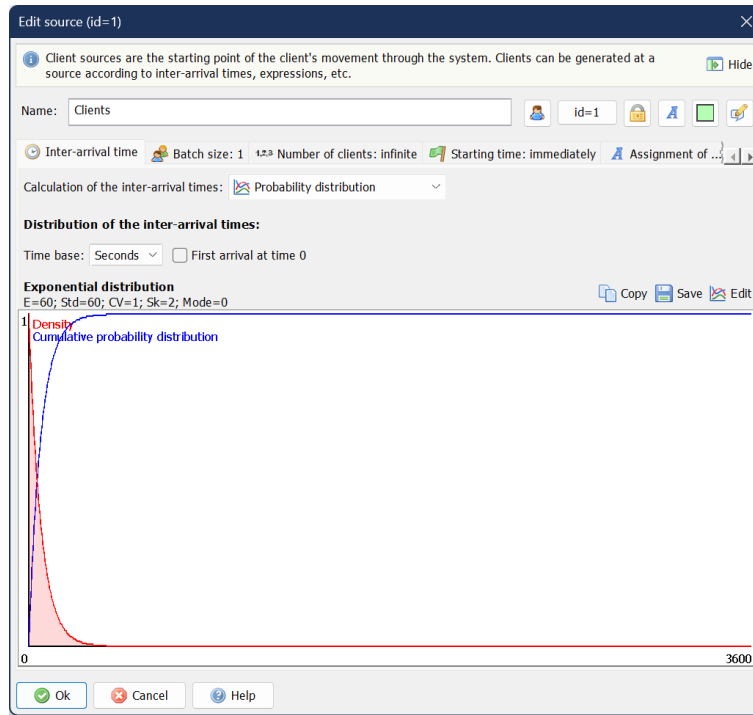 Edit source (id=1)
Client sources are the starting point of the client's movement through the system. Clients can be generated at a
source according to inter-arrival times, expressions, etc.
Hide
Name: Clients id=1 A
Inter-arrival time Batch size: 1 1,2,3 Number of clients: infinite Starting time: immediately A Assignment of ...
Calculation of the inter-arrival times: Probability distribution
Distribution of the inter-arrival times:
Time base: Seconds First arrival at time 0
Exponential distribution
E=60; Std=60; CV=1; Sk=2; Mode=0
Copy Save Edit
1 Density
Cumulative probability distribution
0 3600
Ok Cancel Help